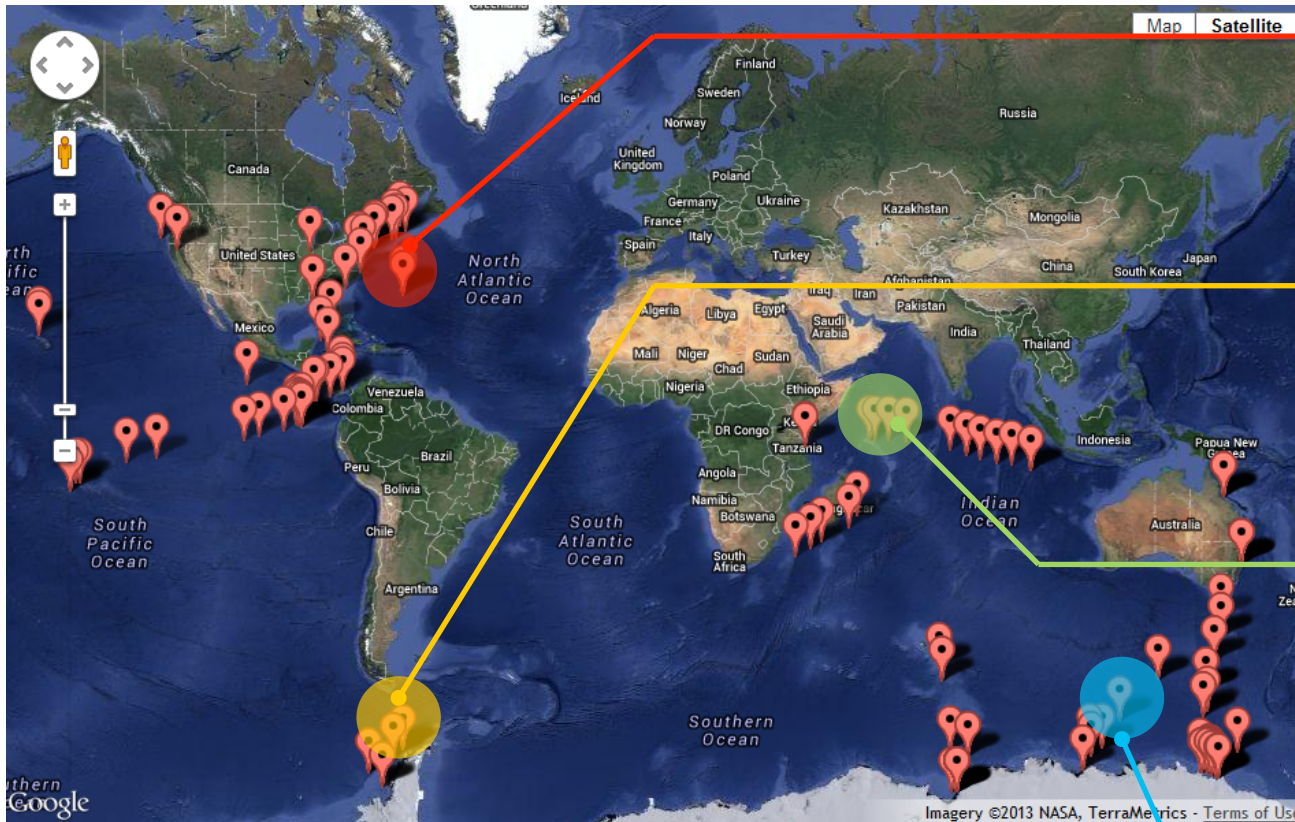 Greenland
Map
Satellite
Finland
Iceland
Sweden
Norway
Russia
United
Kingdom
Canada
Poland
Germany
Ukraine
Kazakhstan
France
Mongolia
Italy
Spain
United States
Turkey
North
Atlantic
Ocean
China
Japan
South Korea
Afghanistan
Iraq
Iran
Pakistan
Algeria
Libya
Egypt
Saudi
Arabia
India
Mexico
Mali
Niger
Chad
Sudan
Thailand
Nigeria
Ethiopia
Venezuela
Colombia
DR Congo
Tanzania
Indonesia
Papua New
Guinea
Peru
Brazil
Angola
Bolivia
Namibia
Botswana
Indian
Ocean
South
Pacific
Ocean
Chile
South
Atlantic
Ocean
Australia
South
Africa
Argentina
Southern
Ocean
Google
Imagery ©2013 NASA, TerraMetrics - Terms of Use